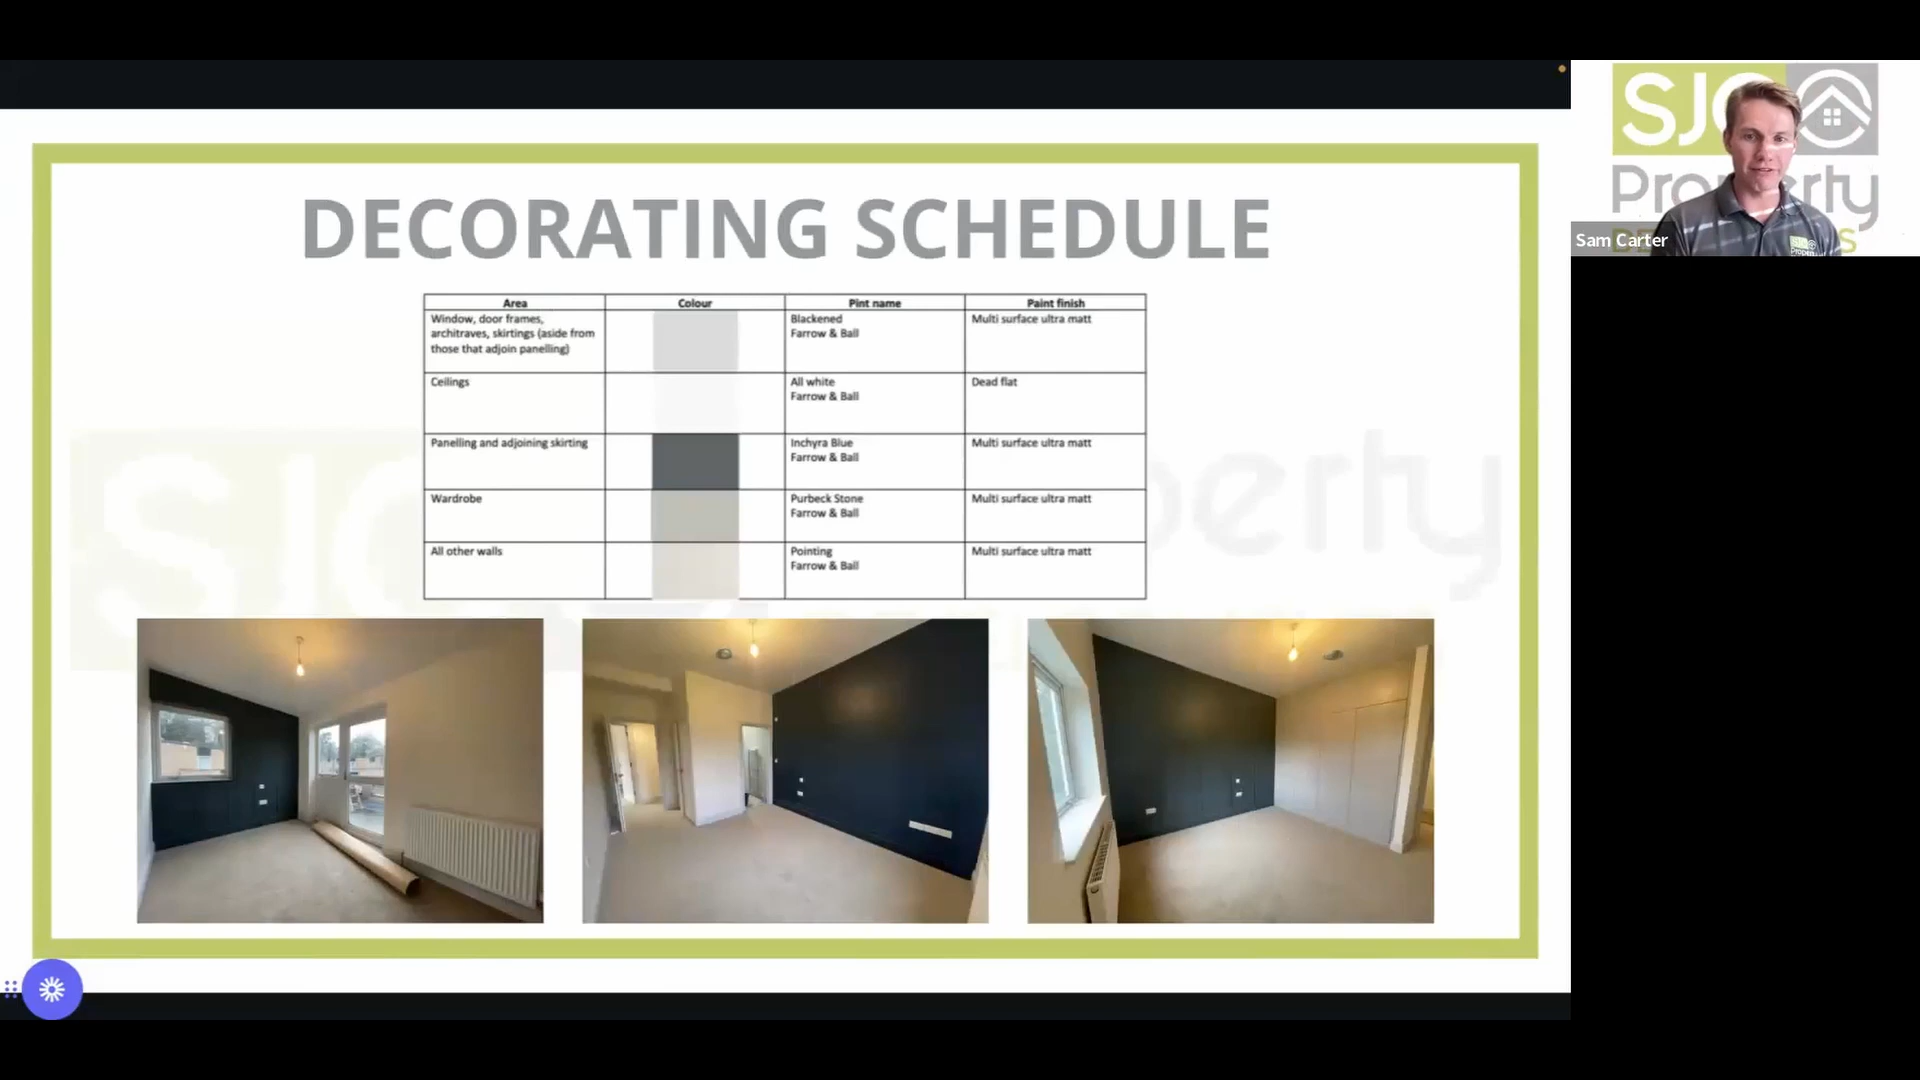 DECORATING SCHEDULE
Area Colour Pint name Paint finish
Window, door frames,
architraves, skirtings (aside from
those that adjoin panelling)
Blackened
Farrow & Ball
Multi surface ultra matt
Ceilings
All white
Farrow & Ball
Dead flat
Panelling and adjoining skirting
Inchyra Blue
Farrow & Ball
Multi surface ultra matt
Wardrobe
Purbeck Stone
Farrow & Ball
Multi surface ultra matt
All other walls
Pointing
Farrow & Ball
Multi surface ultra matt
SJC
Property
Sam Carter